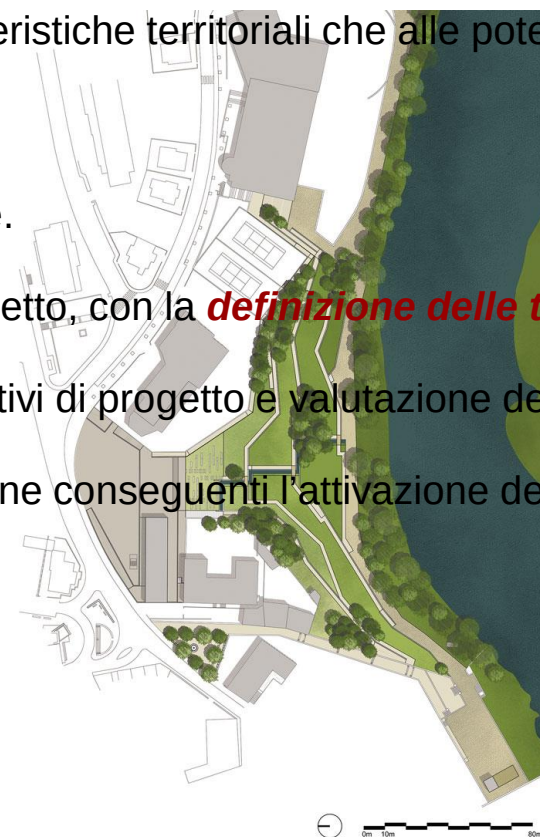 eristiche territoriali che alle pote
e.
etto, con la definizione delle t
tivi di progetto e valutazione de
ne conseguenti l’attivazione de
0m 10m 80m